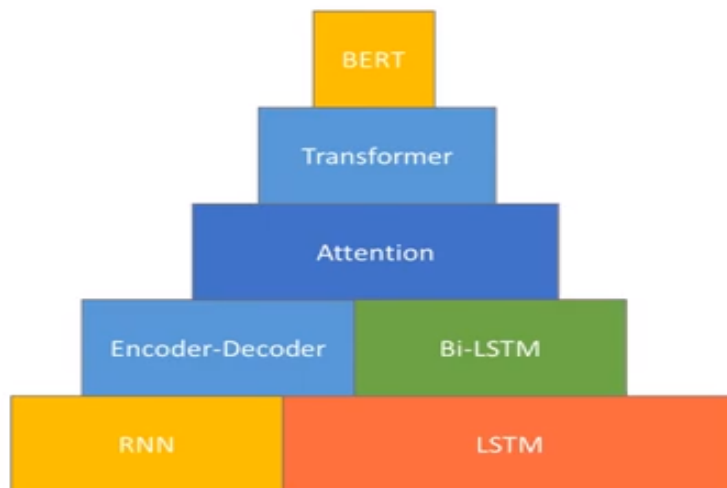 BERT
Transformer
Attention
Encoder-Decoder
Bi-LSTM
RNN
LSTM